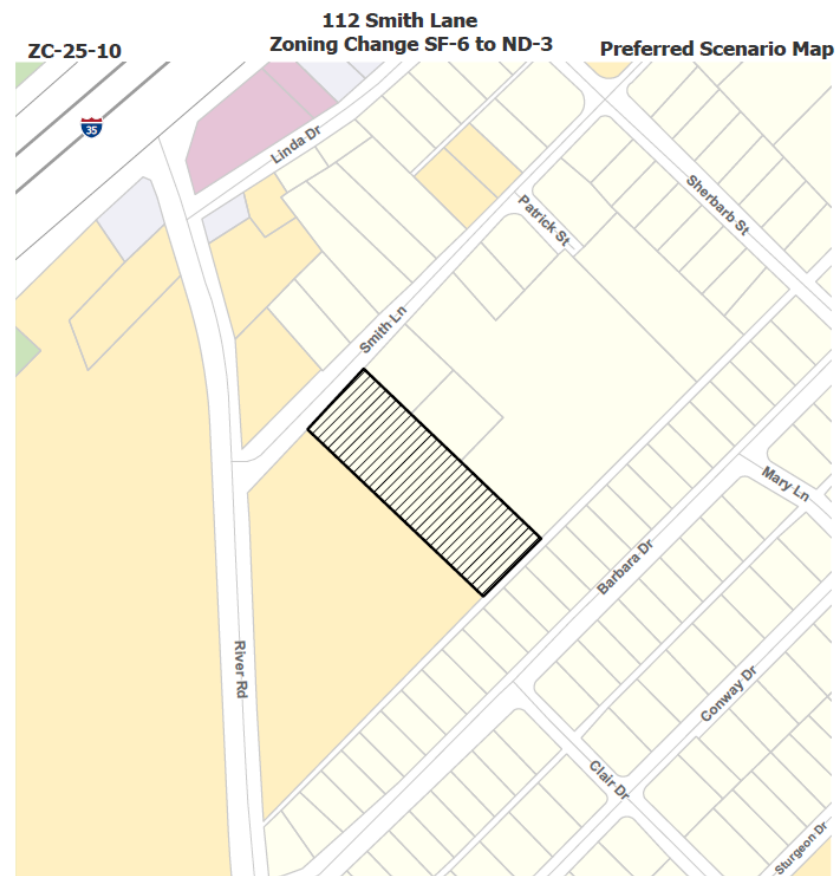 112 Smith Lane
ZC-25-10
Zoning Change SF-6 to ND-3
Preferred Scenario Map
35
Linda Dr
Sherbarb St
Patrick St
Smith Ln
Mary Ln
Barbara Dr
River Rd
Conway Dr
Clair Dr
Sturgeon Dr